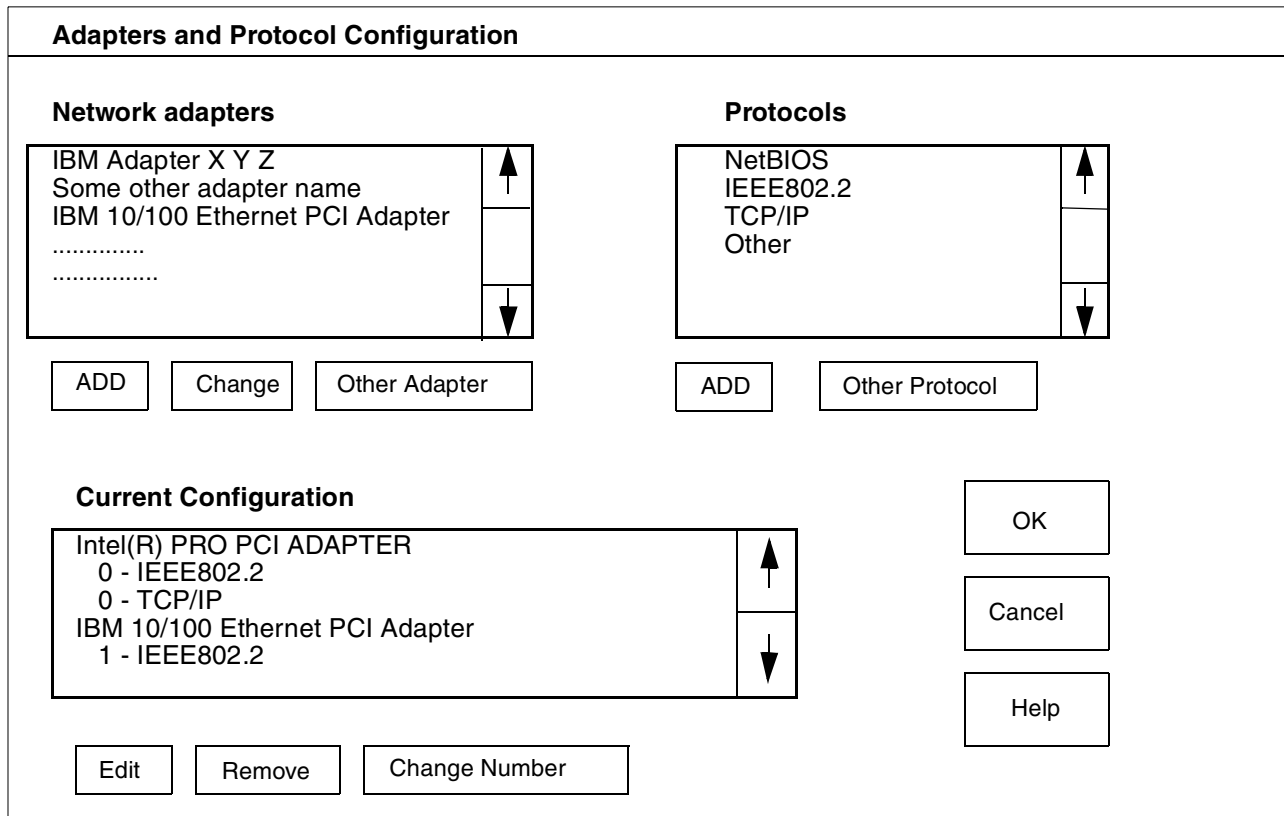 Adapters and Protocol Configuration
Network adapters
IBM Adapter X Y Z
Some other adapter name
IBM 10/100 Ethernet PCI Adapter
..............
................
ADD
Change
Other Adapter
Protocols
NetBIOS
IEEE802.2
TCP/IP
Other
ADD
Other Protocol
Current Configuration
Intel(R) PRO PCI ADAPTER
0 - IEEE802.2
0 - TCP/IP
IBM 10/100 Ethernet PCI Adapter
1 - IEEE802.2
Edit
Remove
Change Number
OK
Cancel
Help